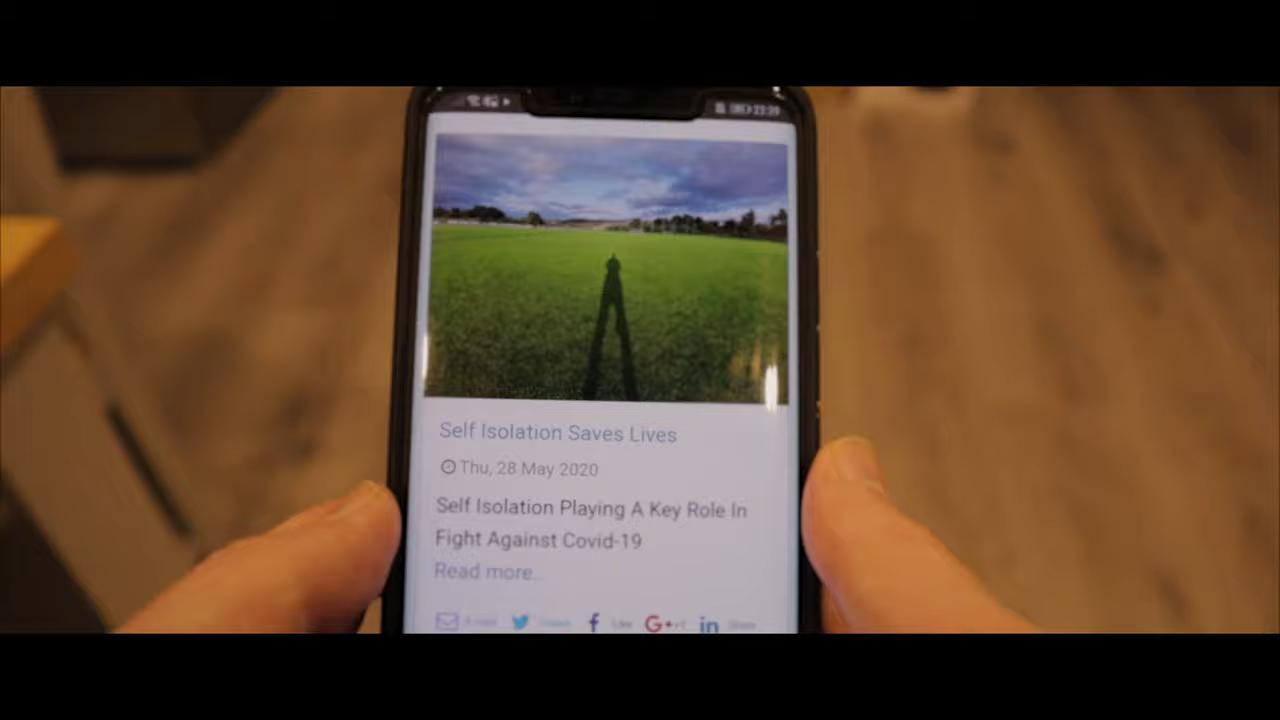 Self Isolation Saves Lives
Thu, 28 May 2020
Self Isolation Playing A Key Role In
Fight Against Covid-19
Read more...
Like
Share